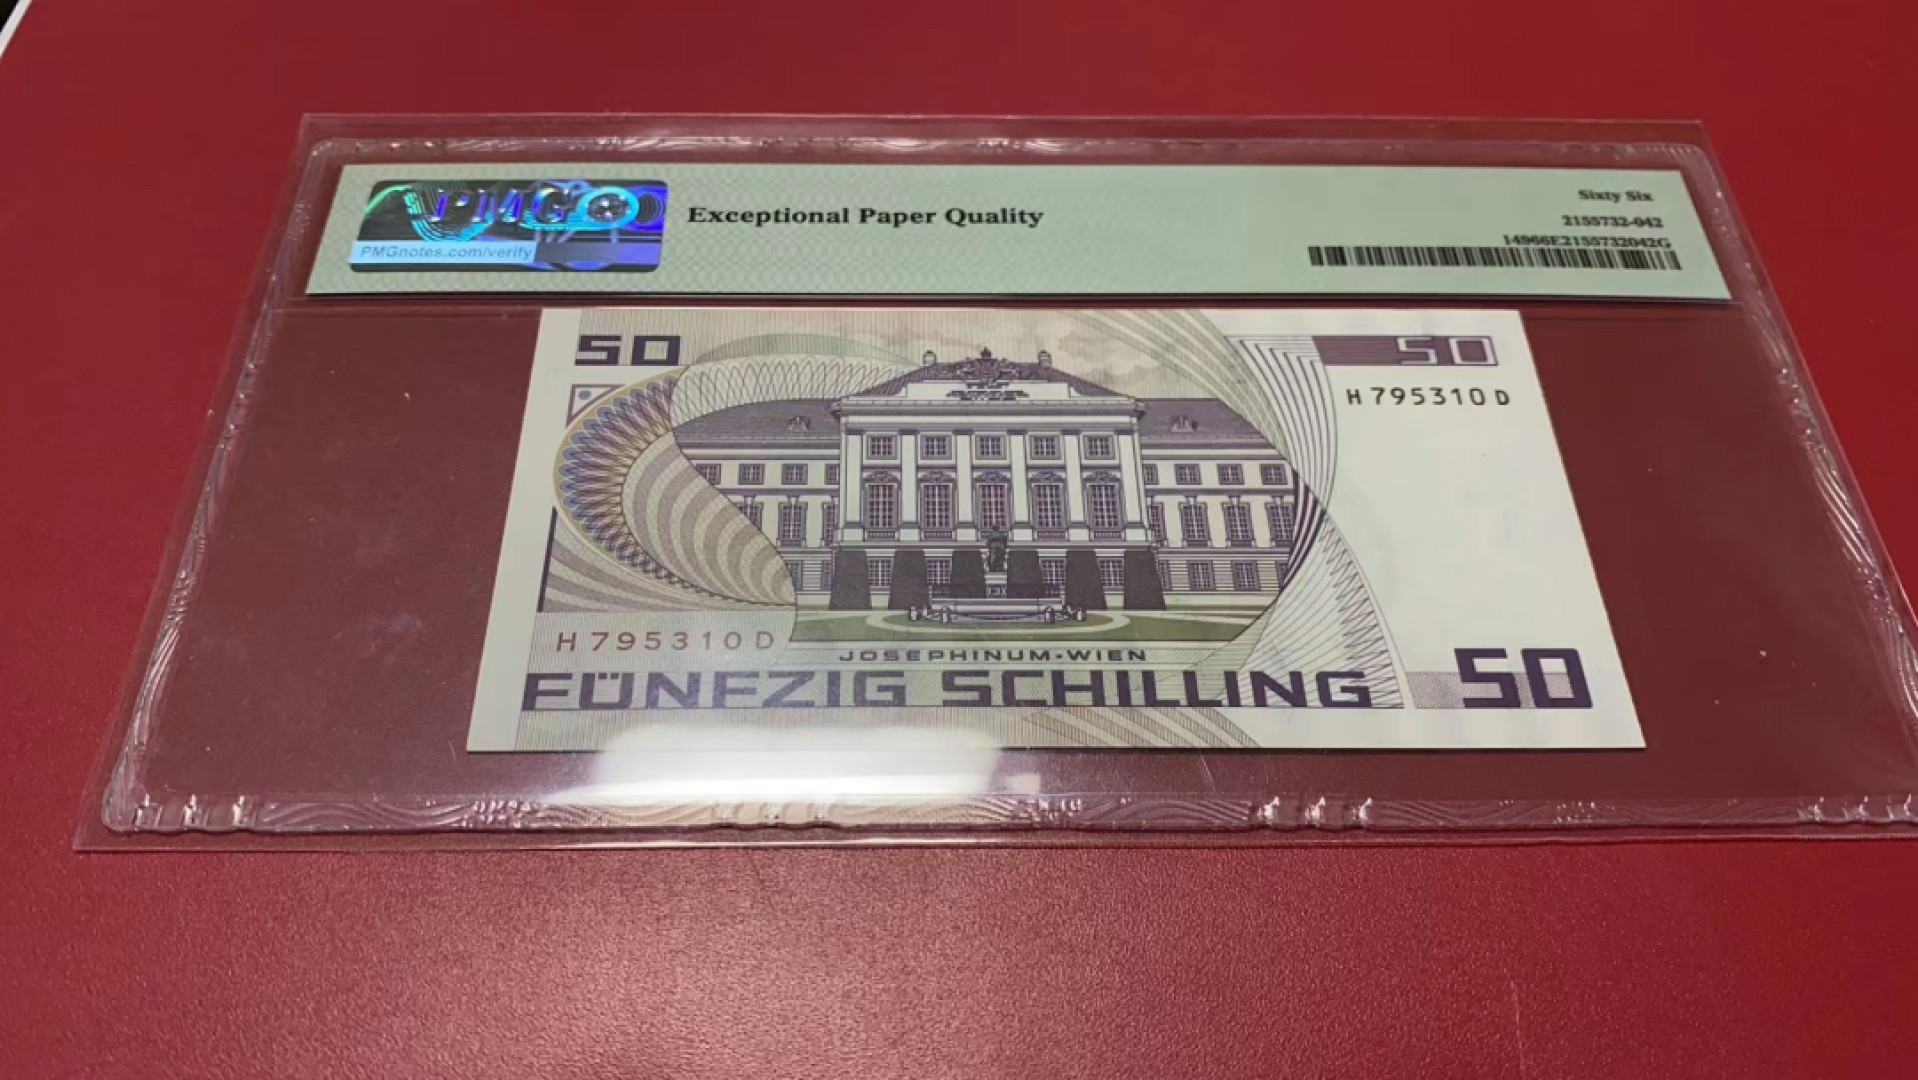 PMG
PMGnotes.com/verify
Exceptional Paper Quality
Sixty Six
2155732-042
14966E2155732042G
50
50
H 795310 D
H 795310 D
JOSEPHINUM-WIEN
FÜNFZIG SCHILLING
50